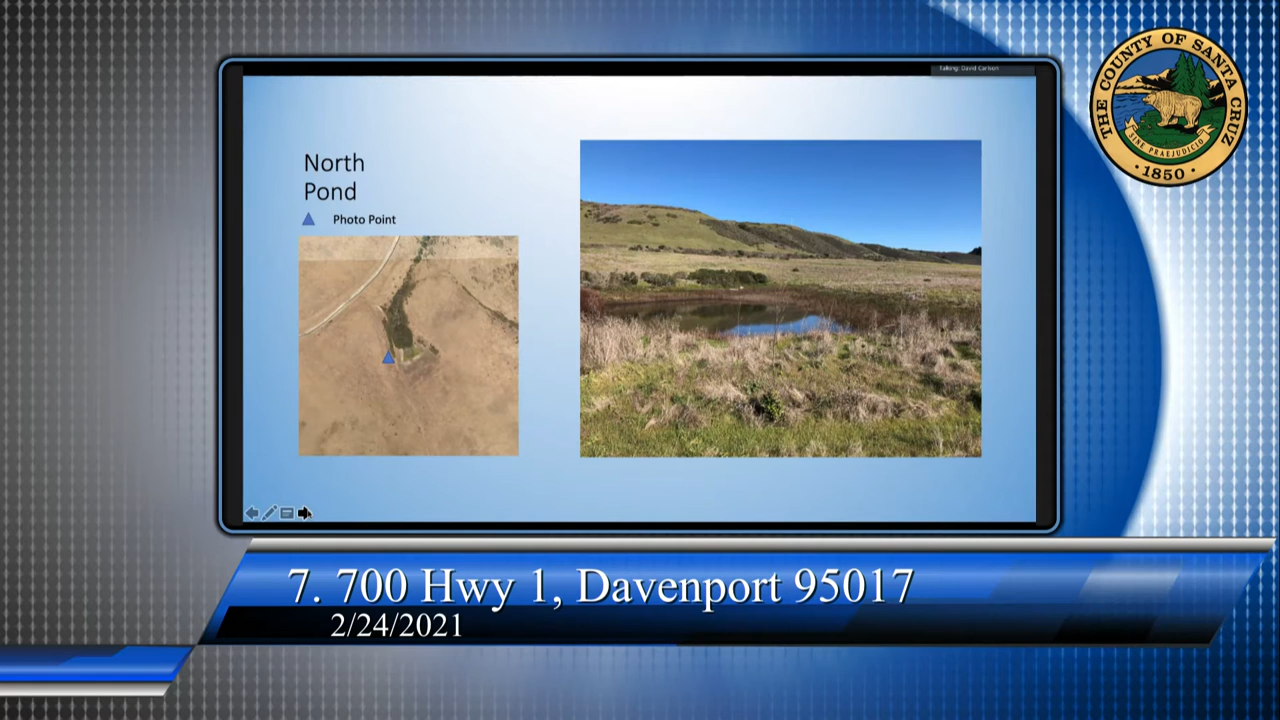 Talking: David Carlson
THE COUNTY OF SANTA CRUZ
SINE PRAEJUDICIO
• 1850 •
North
Pond
Photo Point
7. 700 Hwy 1, Davenport 95017
2/24/2021